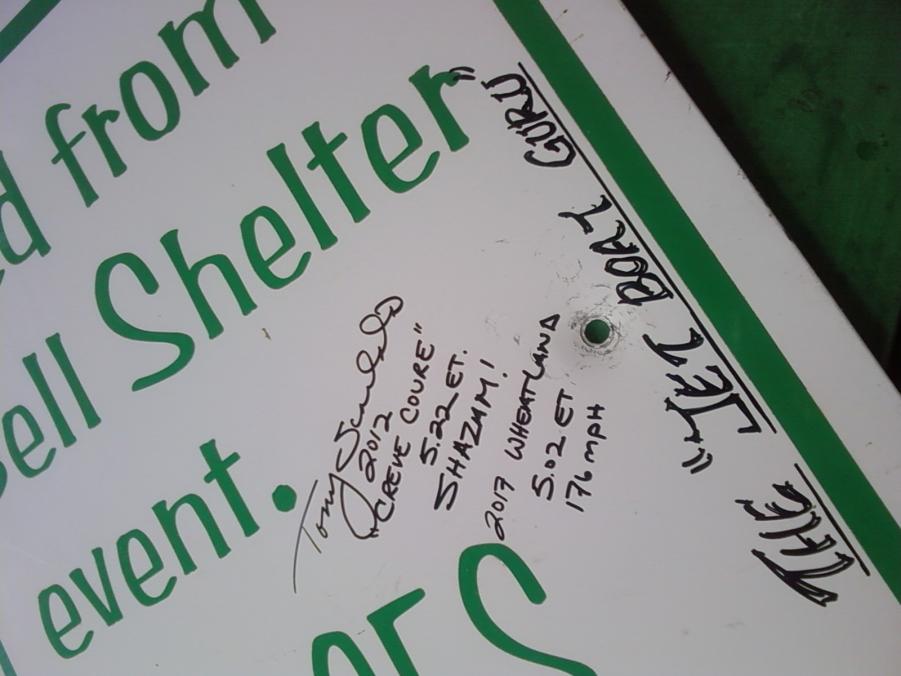 from
ell Shelter
event.
Tony
2012
"CREVE COURE"
5.22 ET.
SHAZAM!
2017 WHEATLAND
5.02 ET
176 MPH
THE "JET BOAT GURU"